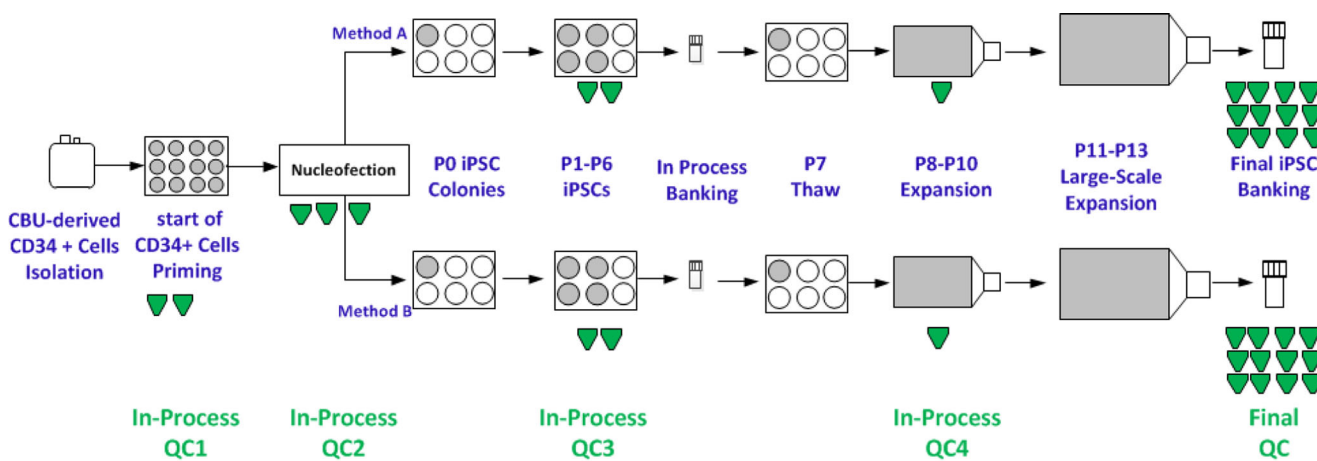 Method A
Nucleofection
P0 iPSC
Colonies
P1-P6
iPSCs
In Process
Banking
P7
Thaw
P8-P10
Expansion
P11-P13
Large-Scale
Expansion
Final iPSC
Banking
CBU-derived
CD34 + Cells
Isolation
start of
CD34+ Cells
Priming
Method B
In-Process
QC1
In-Process
QC2
In-Process
QC3
In-Process
QC4
Final
QC